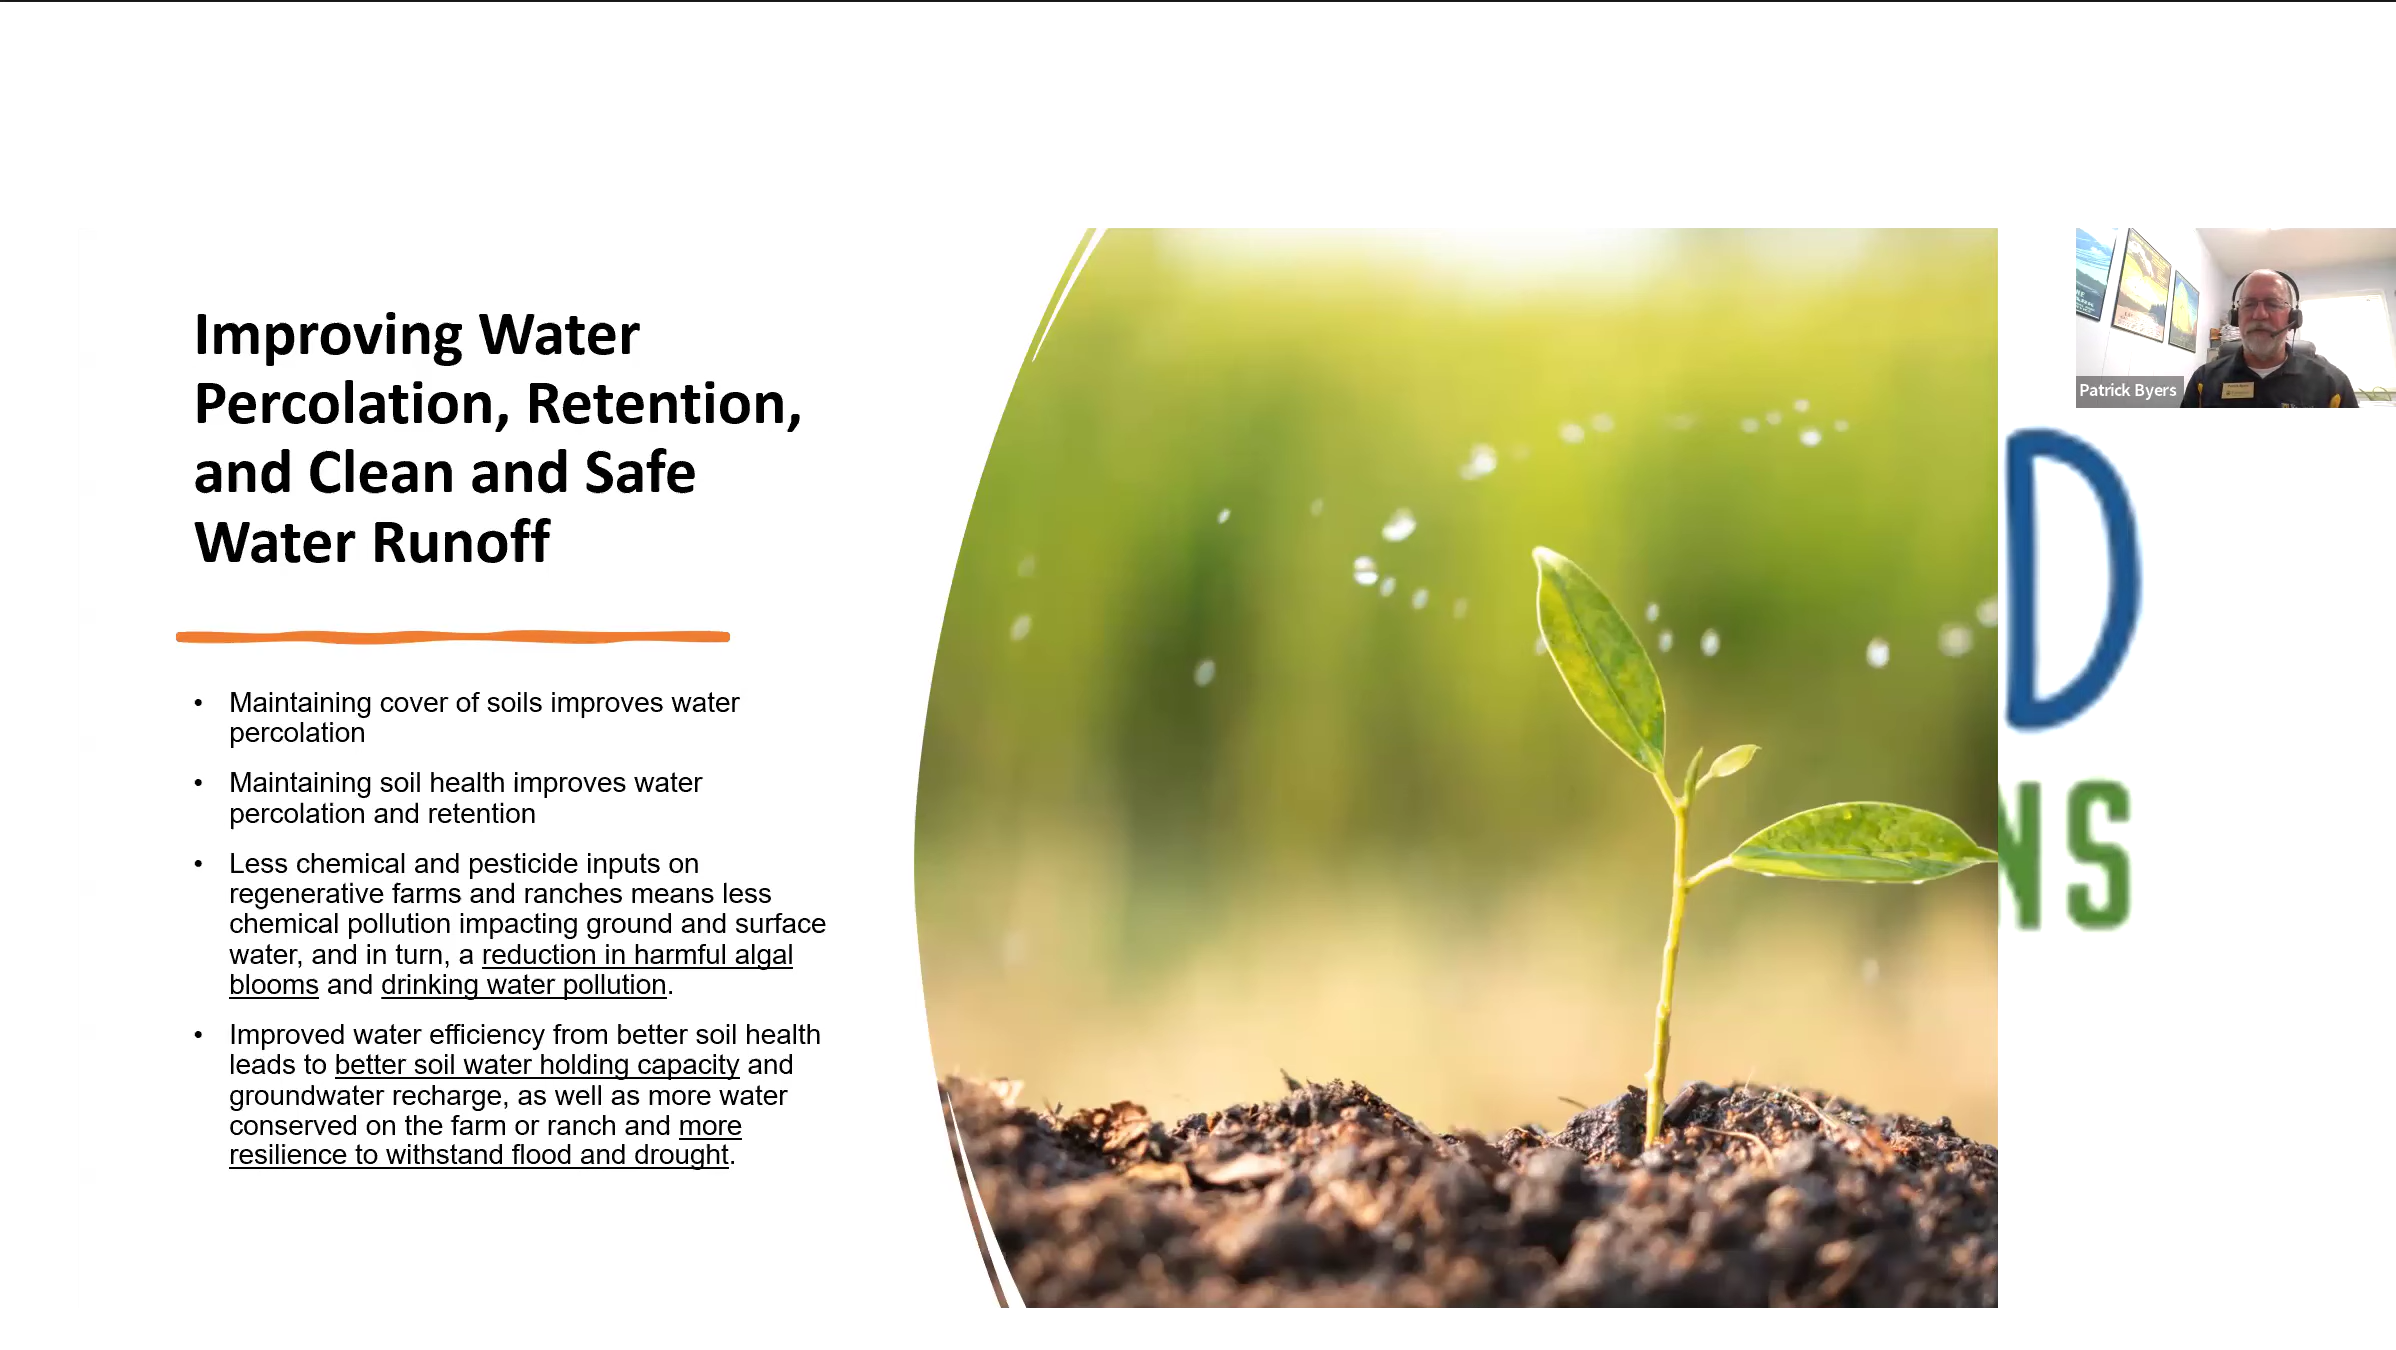 Improving Water
Percolation, Retention,
and Clean and Safe
Water Runoff
• Maintaining cover of soils improves water
percolation
• Maintaining soil health improves water
percolation and retention
• Less chemical and pesticide inputs on
regenerative farms and ranches means less
chemical pollution impacting ground and surface
water, and in turn, a reduction in harmful algal
blooms and drinking water pollution.
• Improved water efficiency from better soil health
leads to better soil water holding capacity and
groundwater recharge, as well as more water
conserved on the farm or ranch and more
resilience to withstand flood and drought.
Patrick Byers
D
NS